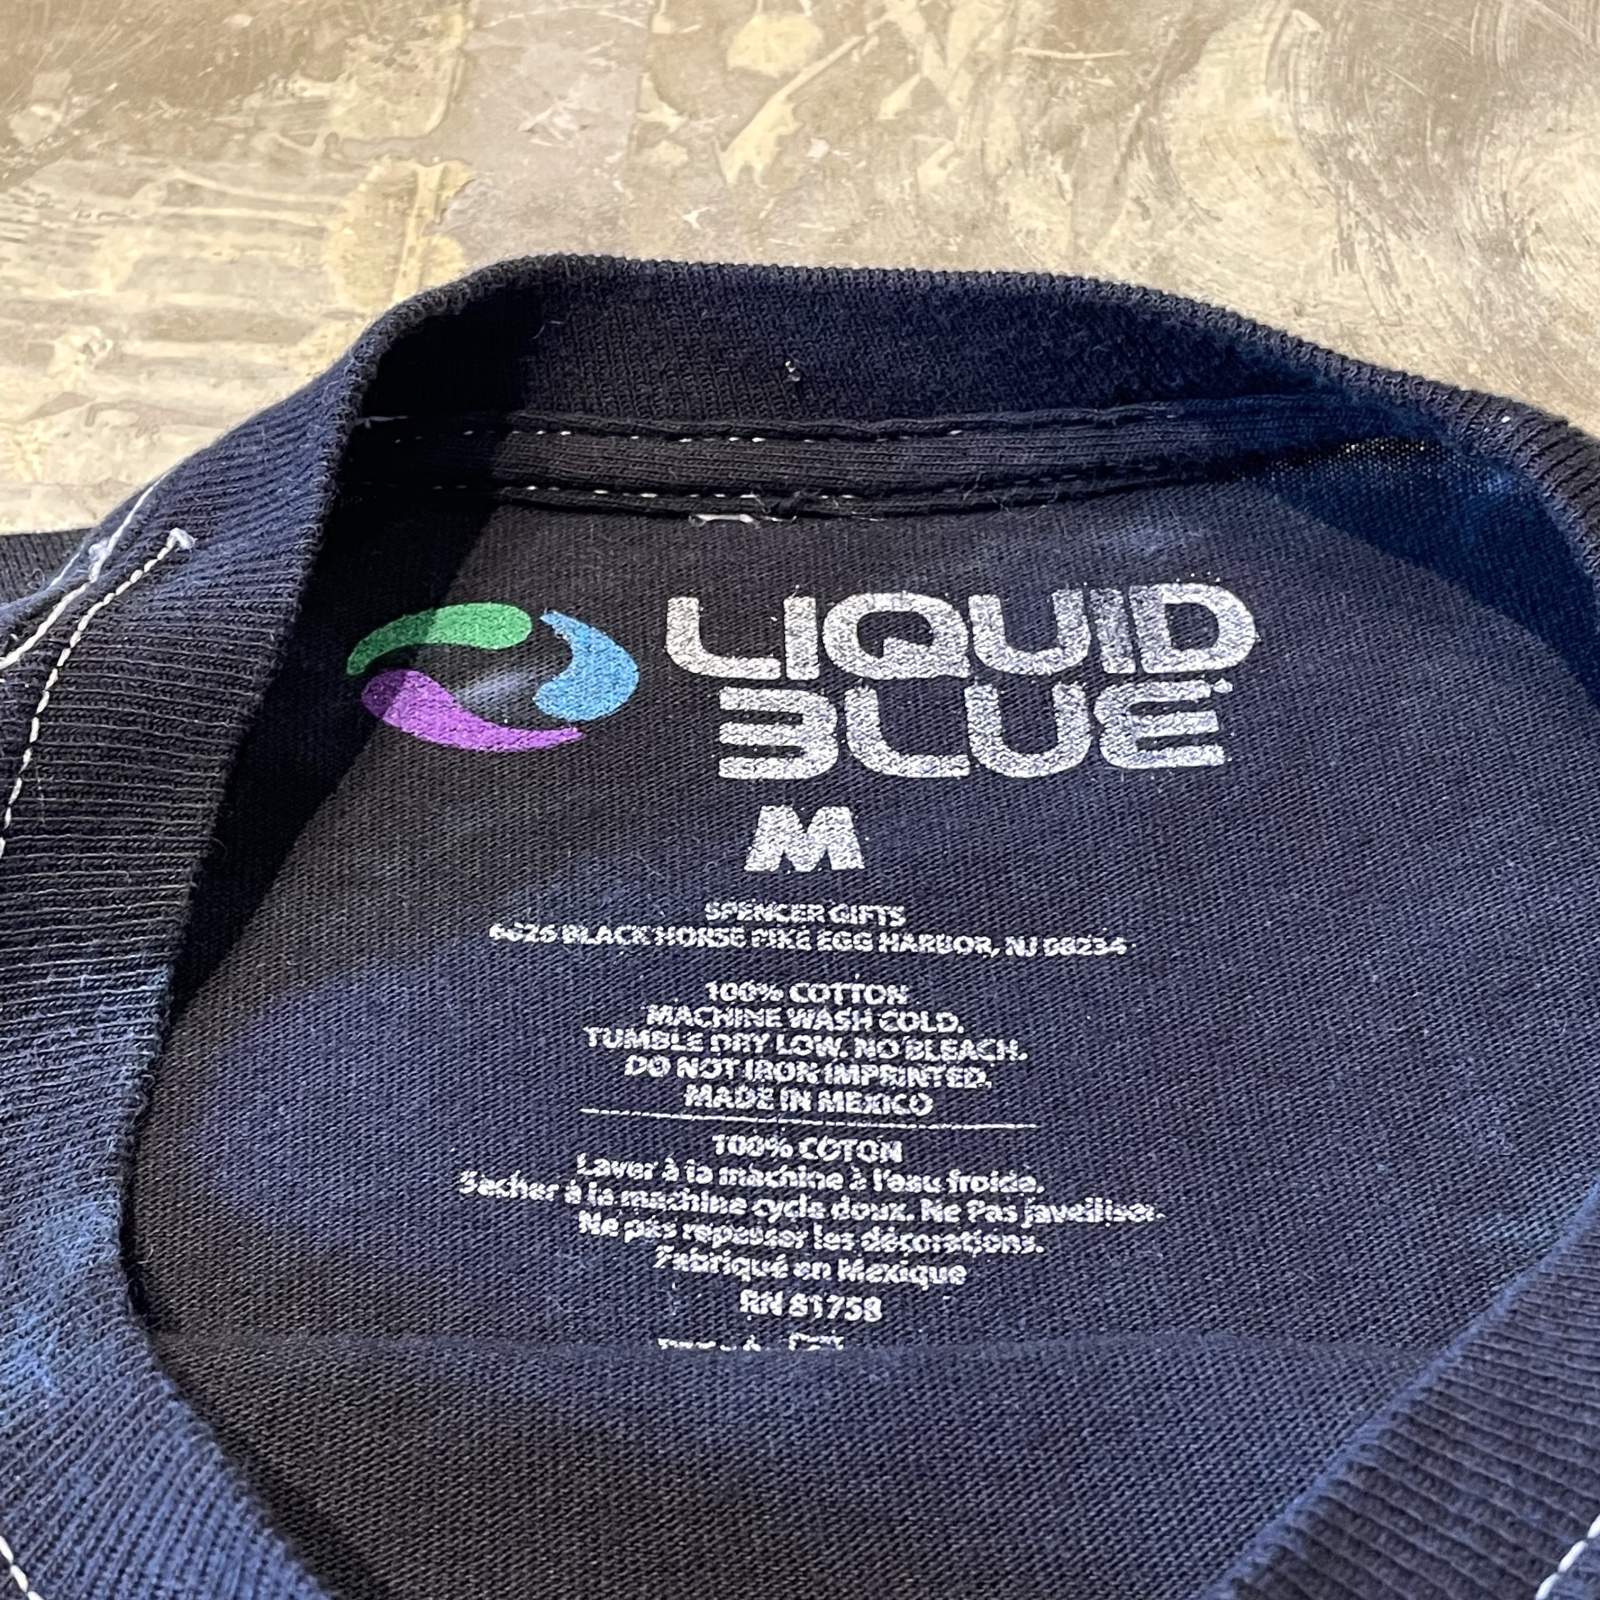 LIQUID
BLUE
M
SPENCER GIFTS
6826 BLACK HORSE PIKE EGG HARBOR, NJ 08234
100% COTTON
MACHINE WASH COLD.
TUMBLE DRY LOW. NO BLEACH.
DO NOT IRON IMPRINTED.
MADE IN MEXICO
100% COTON
Laver à la machine à l'eau froide.
Sécher à la machine cycle doux. Ne Pas javelliser.
Ne pas repasser les décorations.
Fabriqué en Mexique
RN 81758